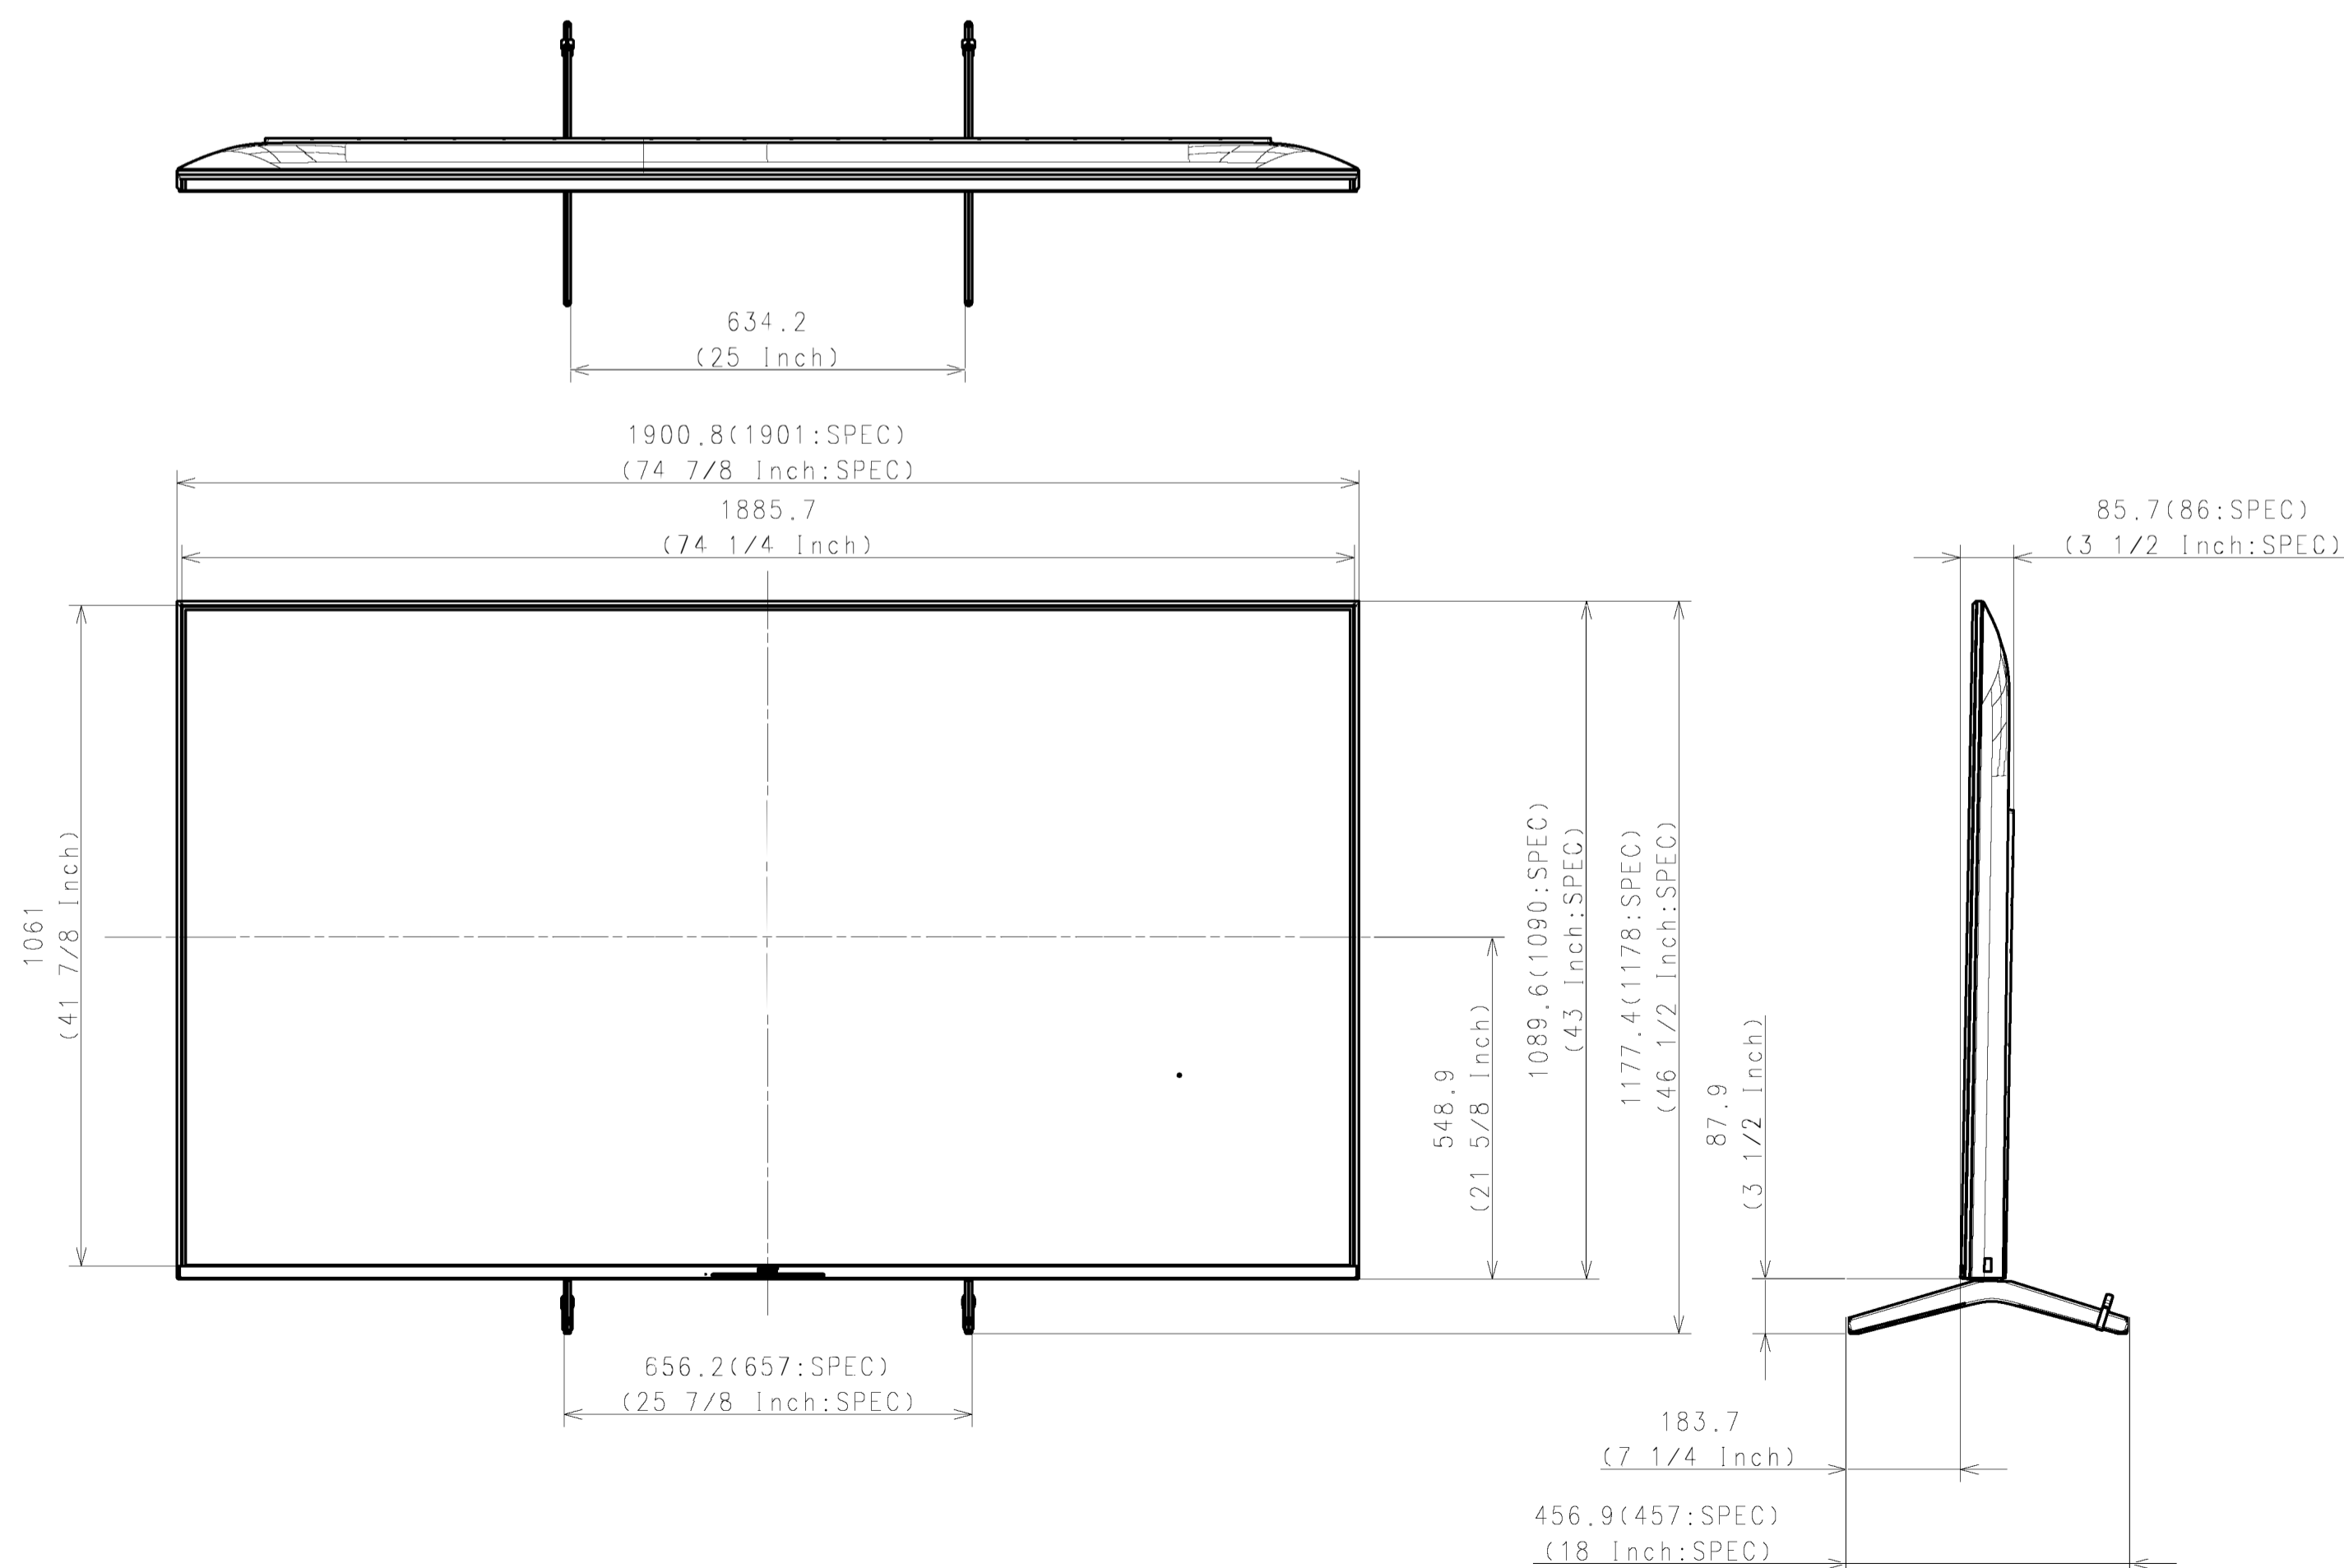 634.2
(25 Inch)
1900.8(1901:SPEC)
(74 7/8 Inch:SPEC)
1885.7
(74 1/4 Inch)
85.7(86:SPEC)
(3 1/2 Inch:SPEC)
1061
(41 7/8 Inch)
548.9
(21 5/8 Inch)
1089.6(1090:SPEC)
(43 Inch:SPEC)
1177.4(1178:SPEC)
(46 1/2 Inch:SPEC)
87.9
(3 1/2 Inch)
656.2(657:SPEC)
(25 7/8 Inch:SPEC)
183.7
(7 1/4 Inch)
456.9(457:SPEC)
(18 Inch:SPEC)